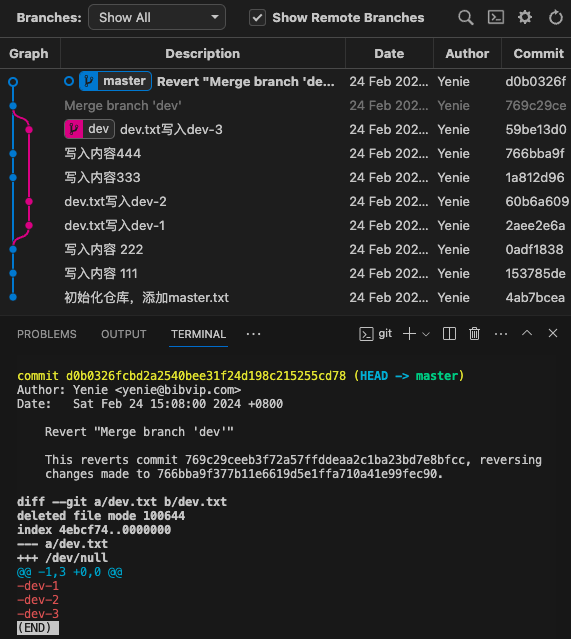 Branches: Show All Show Remote Branches
Graph Description Date Author Commit
master Revert "Merge branch 'de... 24 Feb 202... Yenie d0b0326f
Merge branch 'dev' 24 Feb 202... Yenie 769c29ce
dev dev.txt写入dev-3 24 Feb 202... Yenie 59be13d0
写入内容444 24 Feb 202... Yenie 766bba9f
写入内容333 24 Feb 202... Yenie 1a812d96
dev.txt写入dev-2 24 Feb 202... Yenie 60b6a609
dev.txt写入dev-1 24 Feb 202... Yenie 2aee2e6a
写入内容 222 24 Feb 202... Yenie 0adf1838
写入内容 111 24 Feb 202... Yenie 153785de
初始化仓库，添加master.txt 24 Feb 202... Yenie 4ab7bcea
PROBLEMS OUTPUT TERMINAL ··· git ···
commit d0b0326fcbd2a2540bee31f24d198c215255cd78 (HEAD -> master)
Author: Yenie <yenie@bibvip.com>
Date:   Sat Feb 24 15:08:00 2024 +0800
Revert "Merge branch 'dev'"
This reverts commit 769c29ceeb3f72a57ffddeaa2c1ba23bd7e8bfcc, reversing
changes made to 766bba9f377b11e6619d5e1ffa710a41e99fec90.
diff --git a/dev.txt b/dev.txt
deleted file mode 100644
index 4ebcf74..0000000
--- a/dev.txt
+++ /dev/null
@@ -1,3 +0,0 @@
-dev-1
-dev-2
-dev-3
(END)